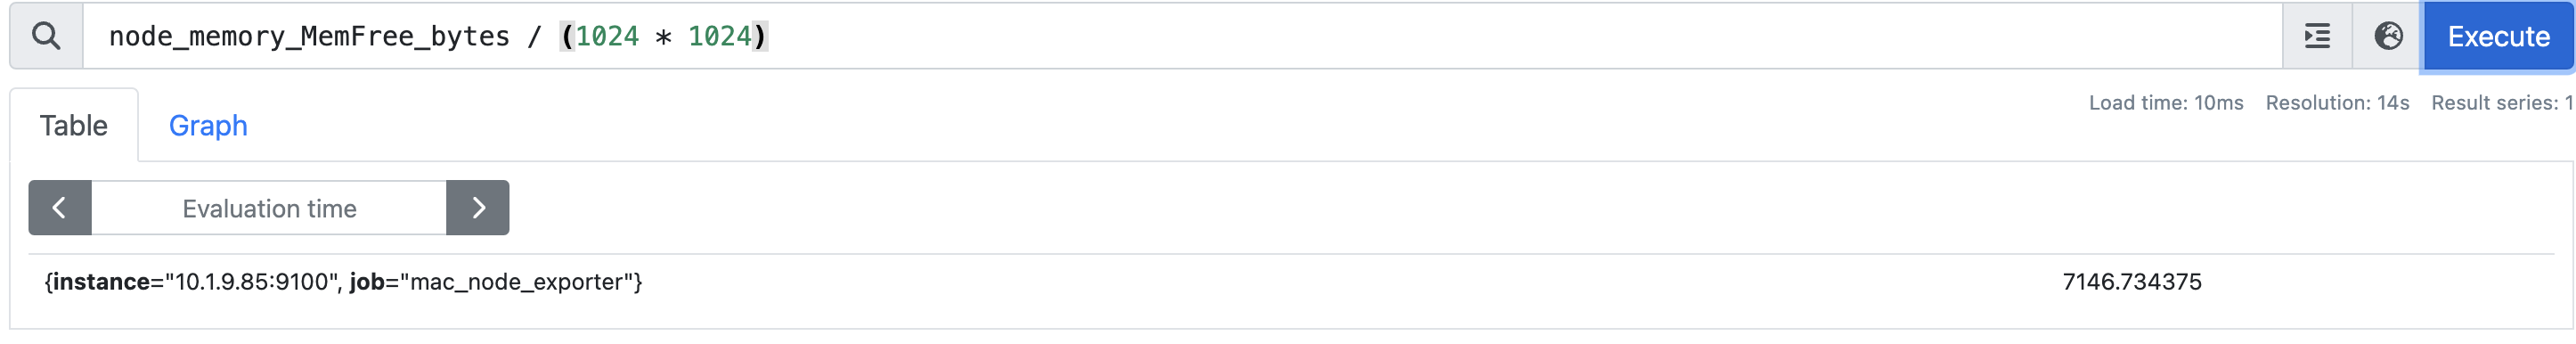 node_memory_MemFree_bytes / (1024 * 1024)
Execute
Load time: 10ms Resolution: 14s Result series: 1
Table Graph
Evaluation time
{instance="10.1.9.85:9100", job="mac_node_exporter"} 7146.734375